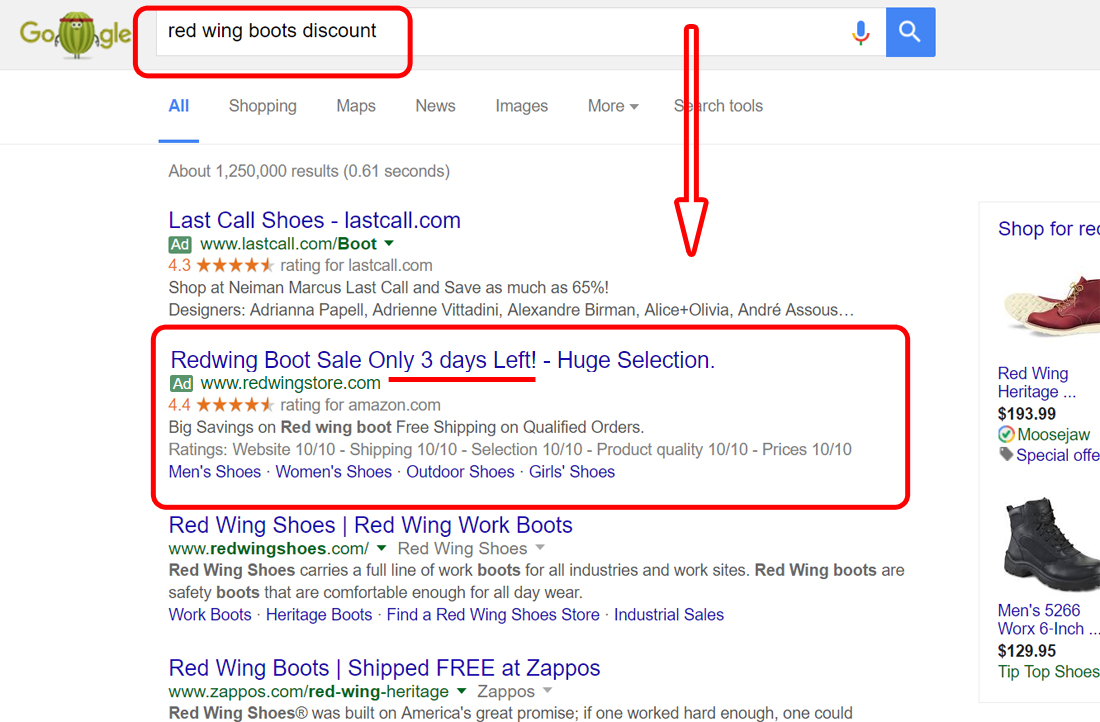 Google
red wing boots discount
All Shopping Maps News Images More Search tools
About 1,250,000 results (0.61 seconds)
Last Call Shoes - lastcall.com
Ad www.lastcall.com/Boot
4.3 rating for lastcall.com
Shop at Neiman Marcus Last Call and Save as much as 65%!
Designers: Adrianna Papell, Adrienne Vittadini, Alexandre Birman, Alice+Olivia, André Assous…
Redwing Boot Sale Only 3 days Left! - Huge Selection.
Ad www.redwingstore.com
4.4 rating for amazon.com
Big Savings on Red wing boot Free Shipping on Qualified Orders.
Ratings: Website 10/10 - Shipping 10/10 - Selection 10/10 - Product quality 10/10 - Prices 10/10
Men's Shoes · Women's Shoes · Outdoor Shoes · Girls' Shoes
Red Wing Shoes | Red Wing Work Boots
www.redwingshoes.com/ Red Wing Shoes
Red Wing Shoes carries a full line of work boots for all industries and work sites. Red Wing boots are
safety boots that are comfortable enough for all day wear.
Work Boots · Heritage Boots · Find a Red Wing Shoes Store · Industrial Sales
Red Wing Boots | Shipped FREE at Zappos
www.zappos.com/red-wing-heritage Zappos
Red Wing Shoes® was built on America's great promise; if one worked hard enough, one could
Shop for red
Red Wing
Heritage ...
$193.99
Moosejaw
Special offe
Men's 5266
Worx 6-Inch ...
$129.95
Tip Top Shoes